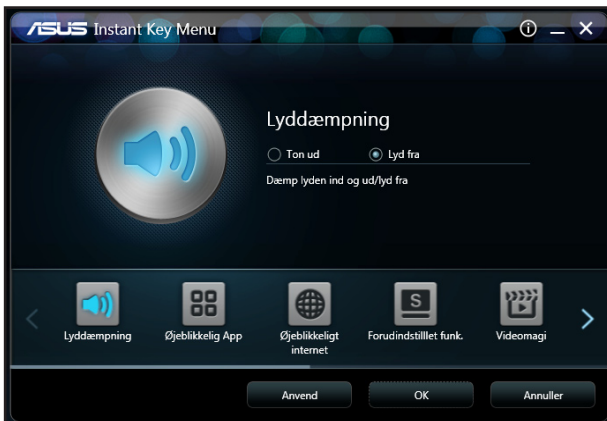 ASUS Instant Key Menu
Lyddæmpning
Ton ud Lyd fra
Dæmp lyden ind og ud/lyd fra
Lyddæmpning
Øjeblikkelig App
Øjeblikkeligt
internet
S
Forudindstilllet funk.
Videomagi
Anvend OK Annuller